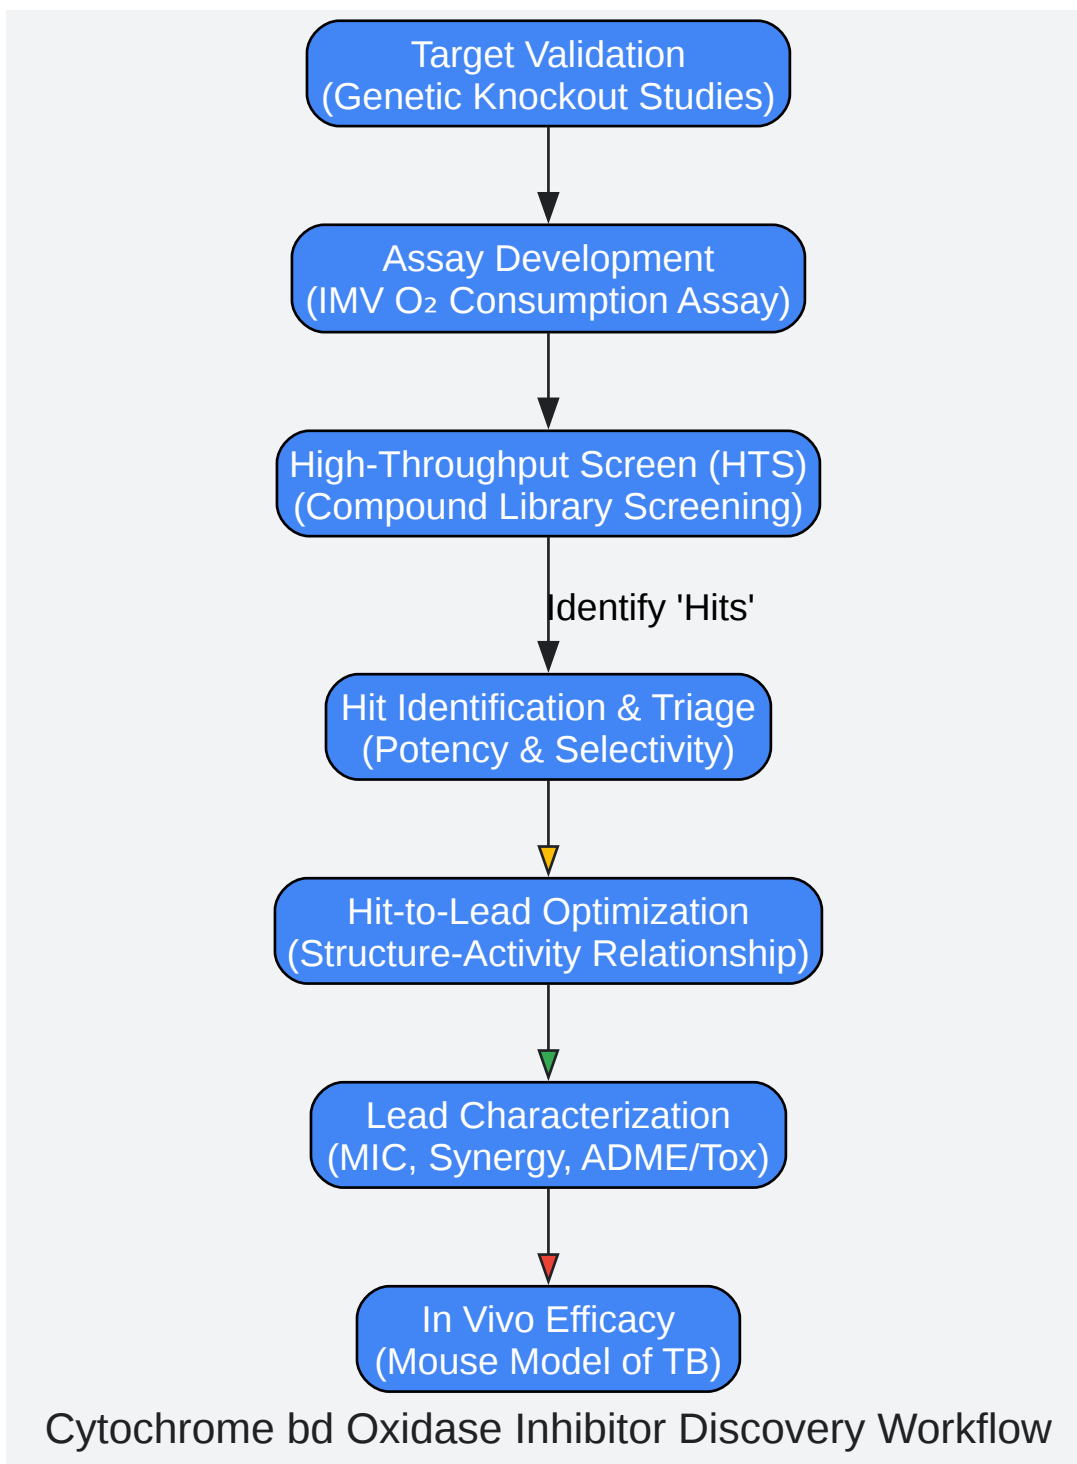 Target Validation
(Genetic Knockout Studies)
Assay Development
(IMV O₂ Consumption Assay)
High-Throughput Screen (HTS)
(Compound Library Screening)
Identify 'Hits'
Hit Identification & Triage
(Potency & Selectivity)
Hit-to-Lead Optimization
(Structure-Activity Relationship)
Lead Characterization
(MIC, Synergy, ADME/Tox)
In Vivo Efficacy
(Mouse Model of TB)
Cytochrome bd Oxidase Inhibitor Discovery Workflow